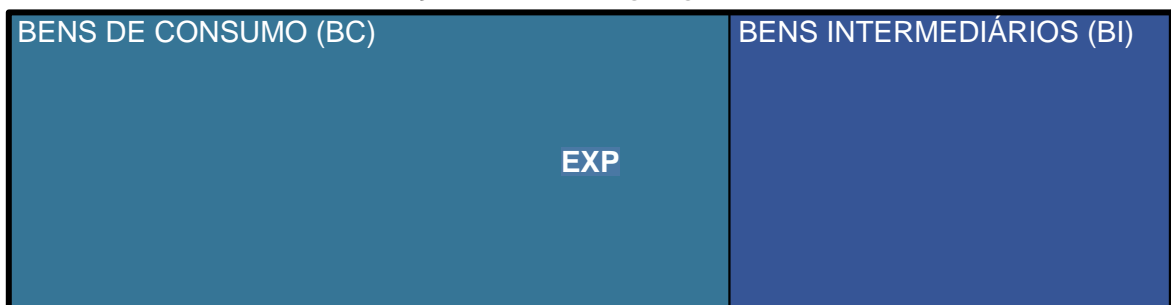 BENS DE CONSUMO (BC)
BENS INTERMEDIÁRIOS (BI)
EXP